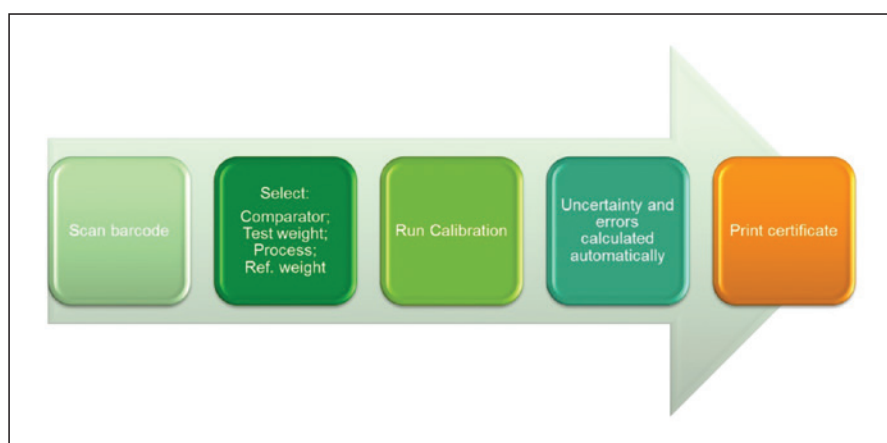 Scan barcode
Select:
Comparator;
Test weight;
Process;
Ref. weight
Run Calibration
Uncertainty and
errors
calculated
automatically
Print certificate